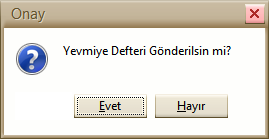 Onay
Yevmiye Defteri Gönderilsin mi?
Evet Hayır